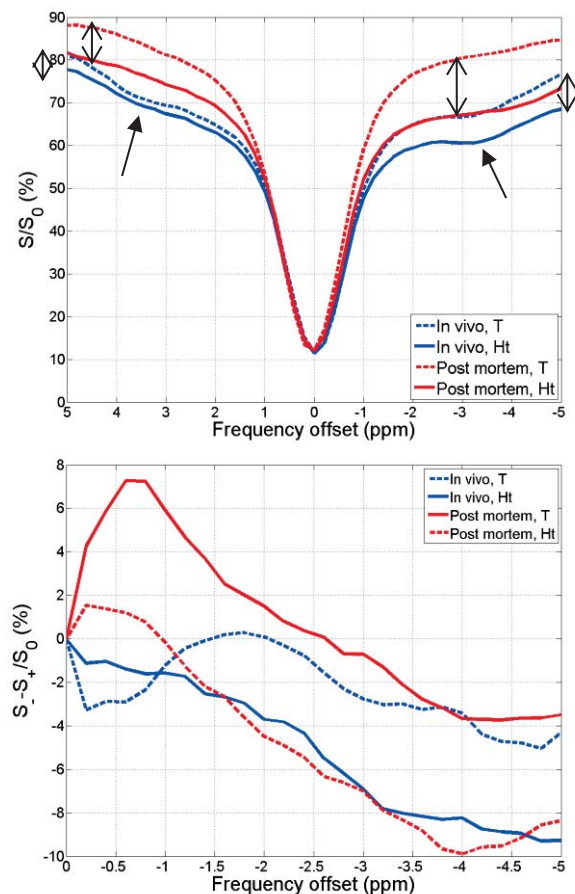 90
80
70
60
50
40
30
20
10
0
S/S0 (%)
In vivo, T
In vivo, Ht
Post mortem, T
Post mortem, Ht
5 4 3 2 1 0 -1 -2 -3 -4 -5
Frequency offset (ppm)
8
6
4
2
0
-2
-4
-6
-8
-10
S_-S+/S0 (%)
In vivo, T
In vivo, Ht
Post mortem, T
Post mortem, Ht
0 -0.5 -1 -1.5 -2 -2.5 -3 -3.5 -4 -4.5 -5
Frequency offset (ppm)